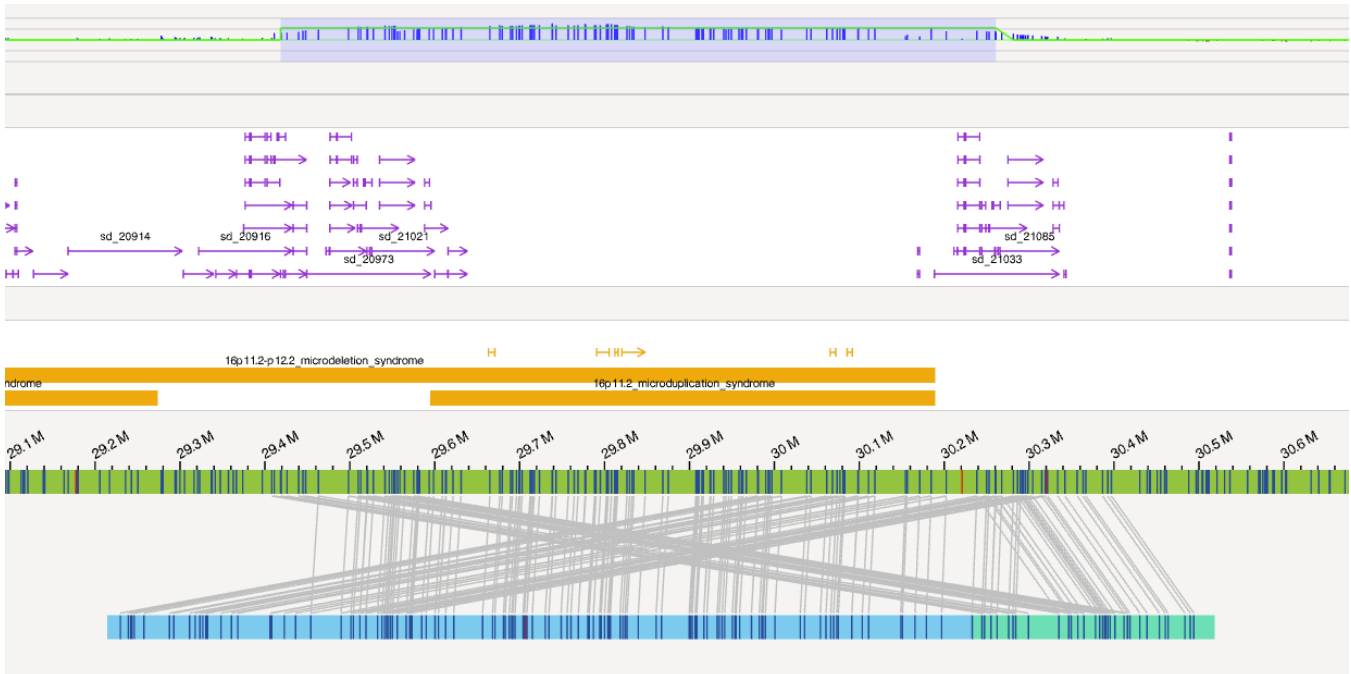 sd_20914
sd_20916
sd_21021
sd_21085
sd_20973
sd_21033
16p11.2-p12.2_microdeletion_syndrome
ndrome
16p11.2_microduplication_syndrome
29.1 M 29.2 M 29.3 M 29.4 M 29.5 M 29.6 M 29.7 M 29.8 M 29.9 M 30.0 M 30.1 M 30.2 M 30.3 M 30.4 M 30.5 M 30.6 M